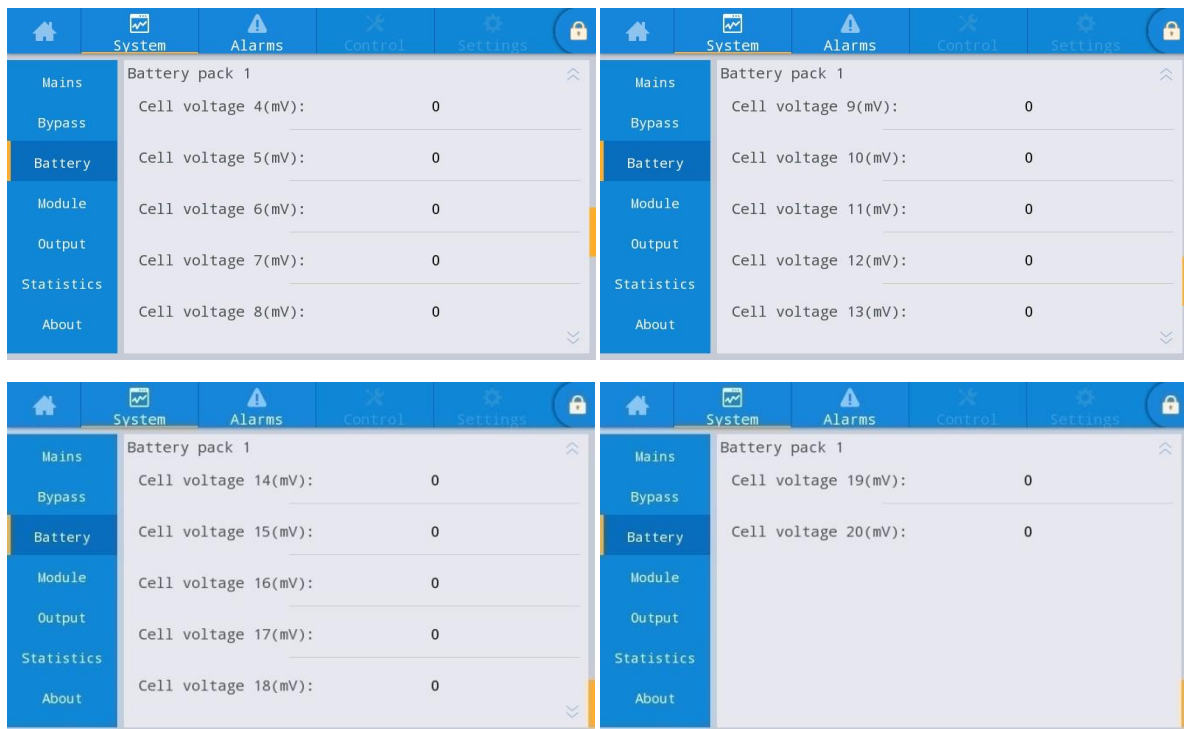 System Alarms Control Settings
Mains
Bypass
Battery
Module
Output
Statistics
About
Battery pack 1
Cell voltage 4(mV): 0
Cell voltage 5(mV): 0
Cell voltage 6(mV): 0
Cell voltage 7(mV): 0
Cell voltage 8(mV): 0
System Alarms Control Settings
Mains
Bypass
Battery
Module
Output
Statistics
About
Battery pack 1
Cell voltage 9(mV): 0
Cell voltage 10(mV): 0
Cell voltage 11(mV): 0
Cell voltage 12(mV): 0
Cell voltage 13(mV): 0
System Alarms Control Settings
Mains
Bypass
Battery
Module
Output
Statistics
About
Battery pack 1
Cell voltage 14(mV): 0
Cell voltage 15(mV): 0
Cell voltage 16(mV): 0
Cell voltage 17(mV): 0
Cell voltage 18(mV): 0
System Alarms Control Settings
Mains
Bypass
Battery
Module
Output
Statistics
About
Battery pack 1
Cell voltage 19(mV): 0
Cell voltage 20(mV): 0